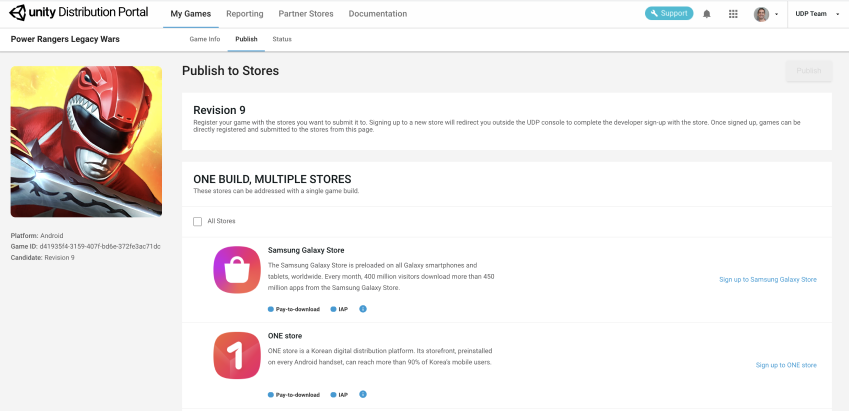 unity Distribution Portal My Games Reporting Partner Stores Documentation Support UDP Team
Power Rangers Legacy Wars Game Info Publish Status
Publish to Stores Publish
Revision 9
Register your game with the stores you want to submit it to. Signing up to a new store will redirect you outside the UDP console to complete the developer sign-up with the store. Once signed up, games can be
directly registered and submitted to the stores from this page.
ONE BUILD, MULTIPLE STORES
These stores can be addressed with a single game build.
All Stores
Platform: Android
Game ID: d41935f4-3159-407f-bd6e-372fe3ac71dc
Candidate: Revision 9
Samsung Galaxy Store
The Samsung Galaxy Store is preloaded on all Galaxy smartphones and
tablets, worldwide. Every month, 400 million visitors download more than 450
million apps from the Samsung Galaxy Store.
Sign up to Samsung Galaxy Store
Pay-to-download IAP
1
ONE store
ONE store is a Korean digital distribution platform. Its storefront, preinstalled
on every Android handset, can reach more than 90% of Korea's mobile users.
Sign up to ONE store
Pay-to-download IAP